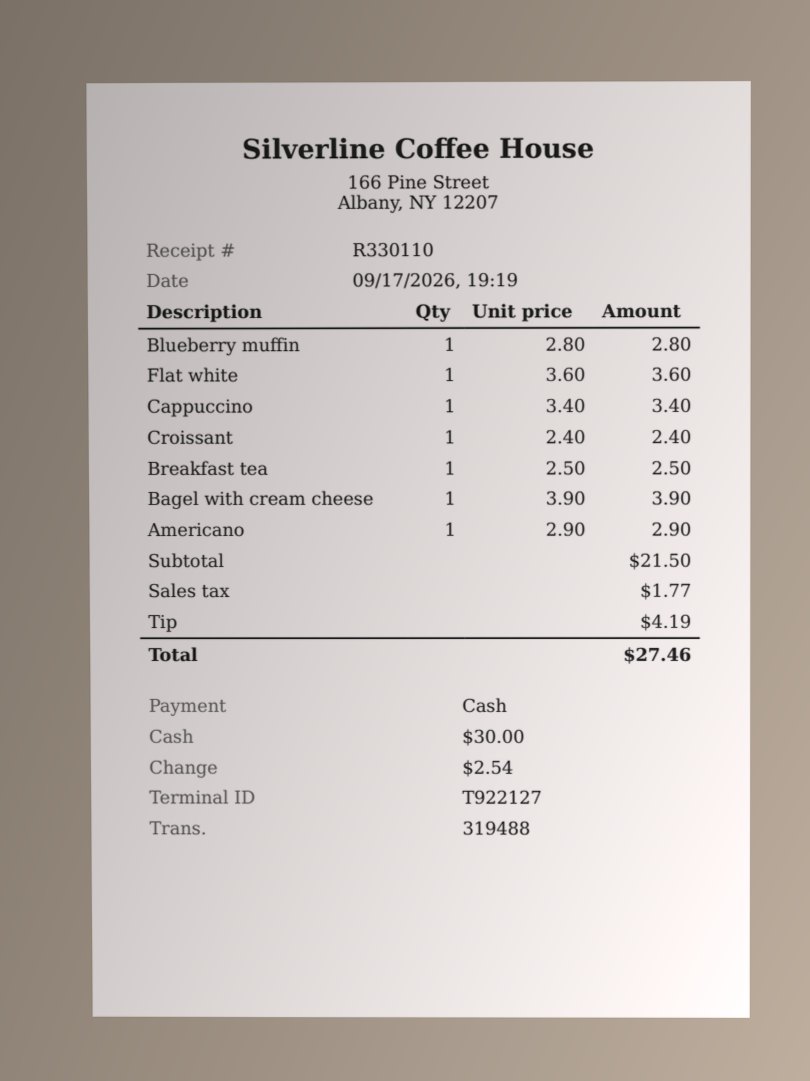 Silverline Coffee House
166 Pine Street
Albany, NY 12207
Receipt # R330110
Date 09/17/2026, 19:19
Description Qty Unit price Amount
Blueberry muffin 1 2.80 2.80
Flat white 1 3.60 3.60
Cappuccino 1 3.40 3.40
Croissant 1 2.40 2.40
Breakfast tea 1 2.50 2.50
Bagel with cream cheese 1 3.90 3.90
Americano 1 2.90 2.90
Subtotal $21.50
Sales tax $1.77
Tip $4.19
Total $27.46
Payment Cash
Cash $30.00
Change $2.54
Terminal ID T922127
Trans. 319488